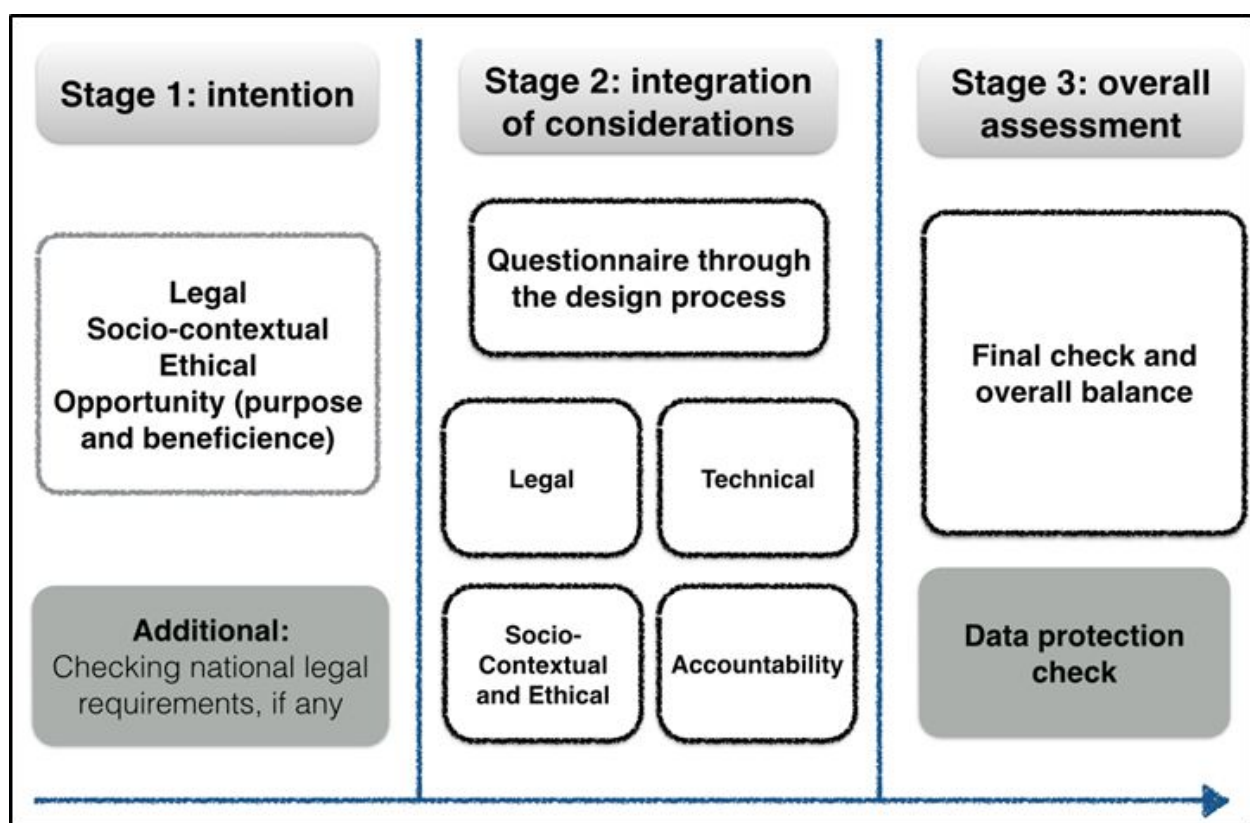 Stage 1: intention
Legal
Socio-contextual
Ethical
Opportunity (purpose
and beneficience)
Additional:
Checking national legal
requirements, if any
Stage 2: integration
of considerations
Questionnaire through
the design process
Legal
Technical
Socio-
Contextual
and Ethical
Accountability
Stage 3: overall
assessment
Final check and
overall balance
Data protection
check